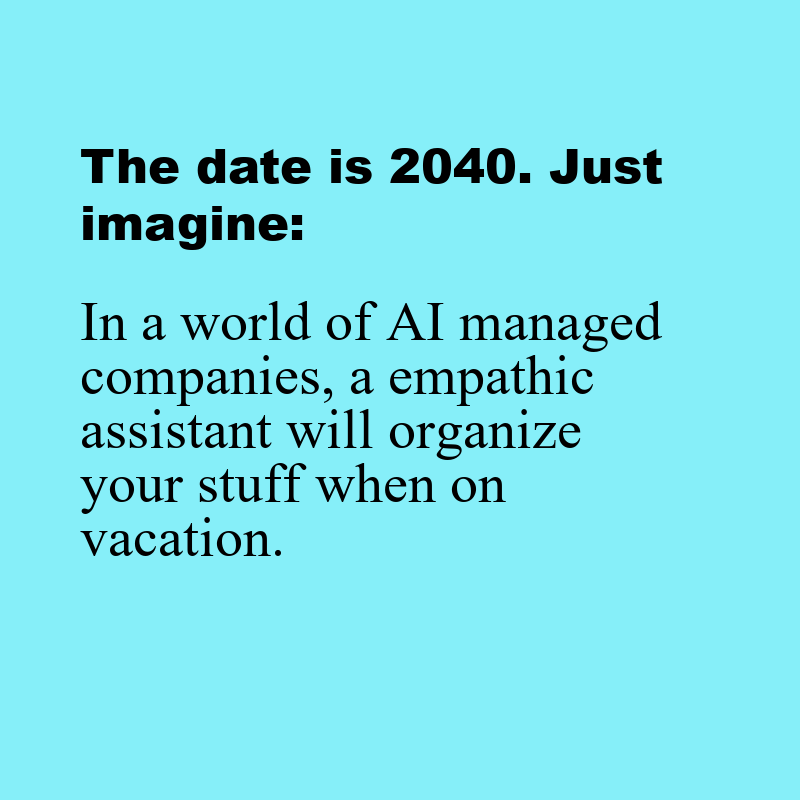 The date is 2040. Just
imagine:
In a world of AI managed
companies, a empathic
assistant will organize
your stuff when on
vacation.